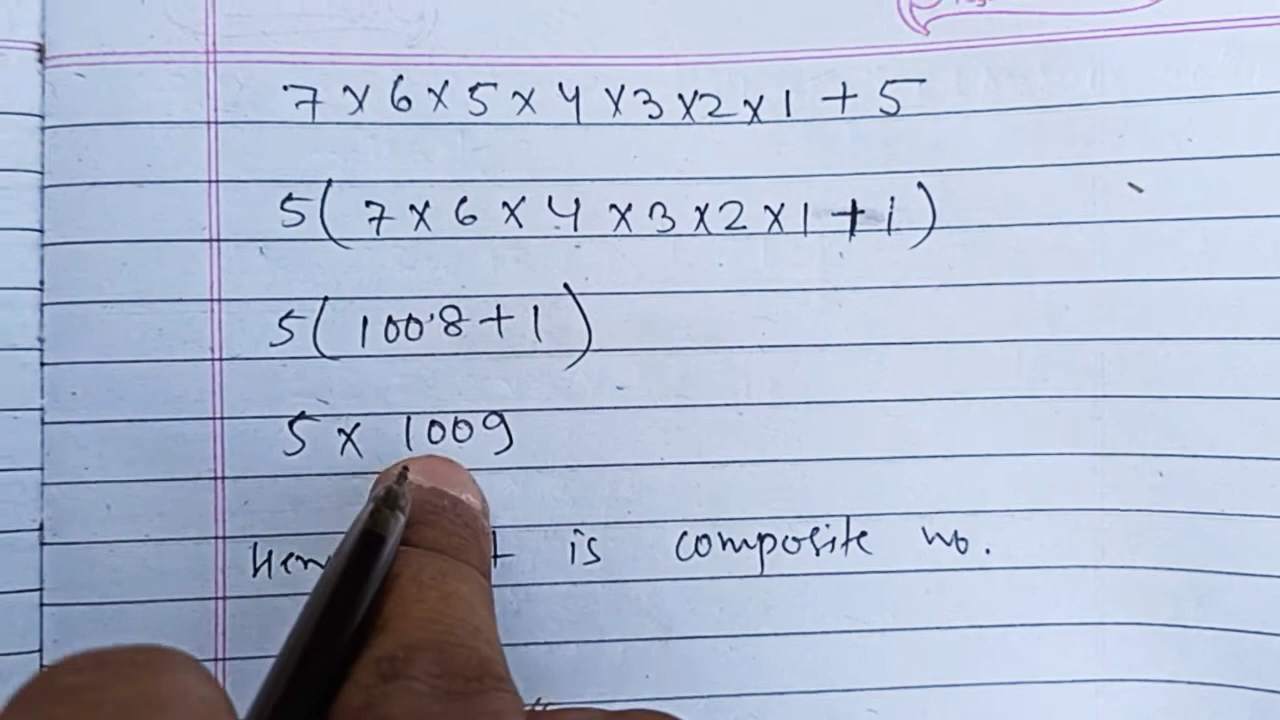 7 × 6 × 5 × 4 × 3 × 2 × 1 + 5
5( 7 × 6 × 4 × 3 × 2 × 1 + 1 )
5( 1008 + 1 )
5 × 1009
is composite no.